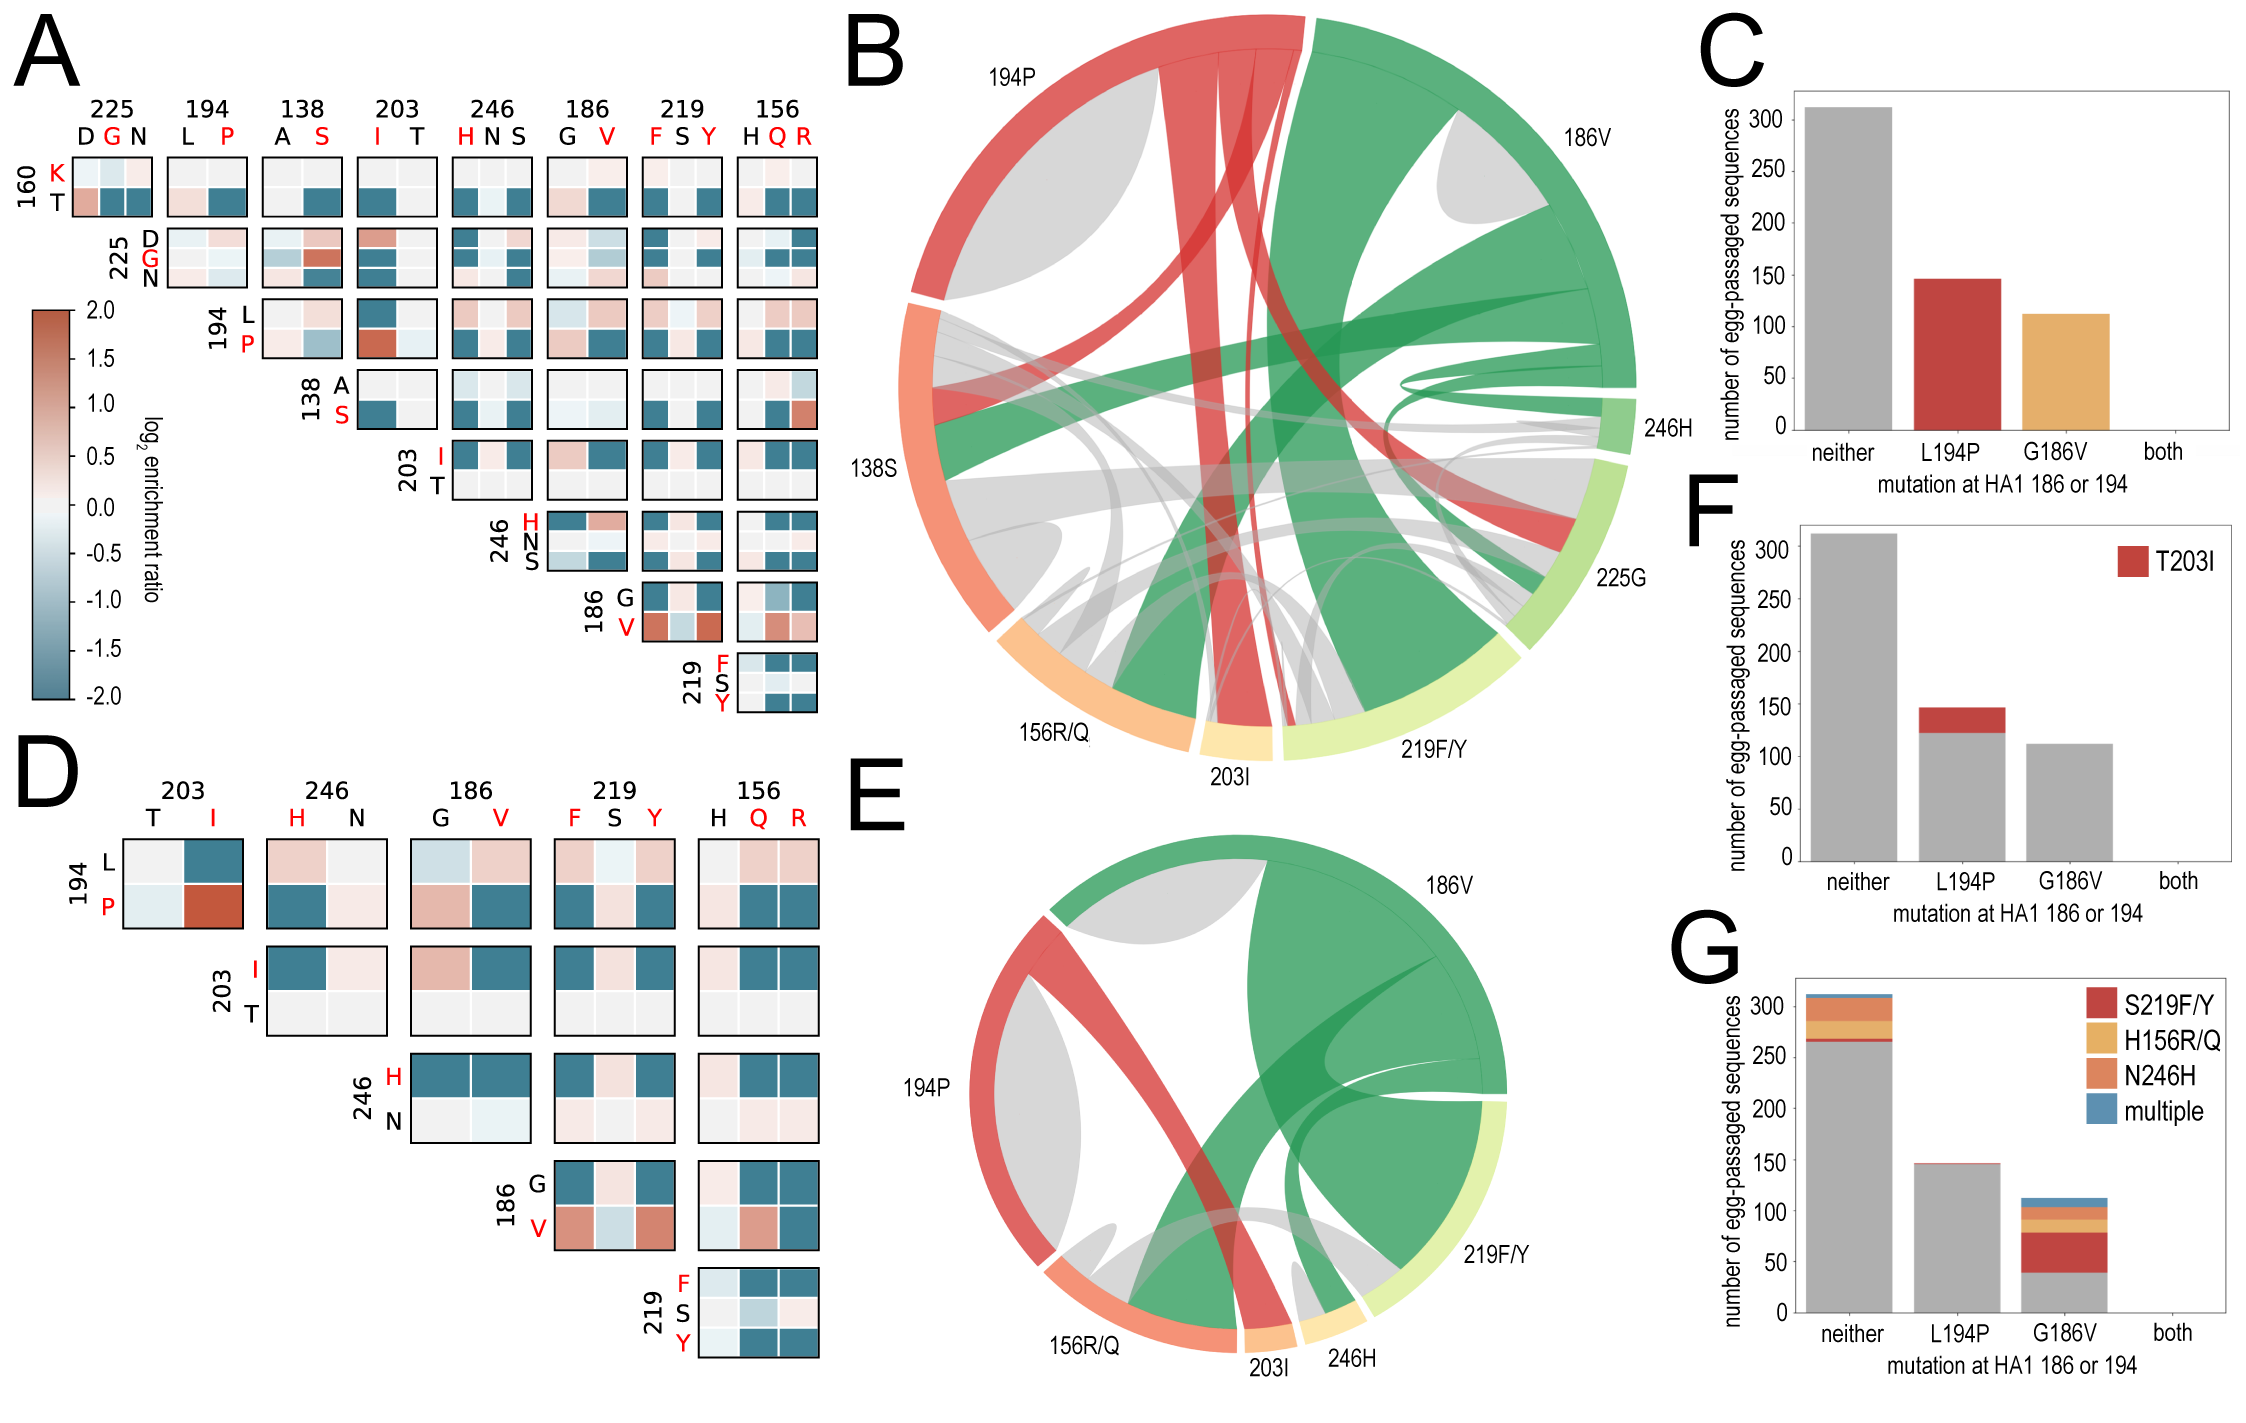 A
225 194 138 203 246 186 219 156
D G N L P A S I T H N S G V F S Y H Q R
160 K T
225 D G N
194 L P
138 A S
203 I T
246 H N S
186 G V
219 F S Y
2.0
1.5
1.0
0.5
0.0
-0.5
-1.0
-1.5
-2.0
log2 enrichment ratio
B
194P
186V
246H
225G
219F/Y
203I
156R/Q
138S
C
number of egg-passaged sequences
300
250
200
150
100
50
0
neither L194P G186V both
mutation at HA1 186 or 194
D
203 246 186 219 156
T I H N G V F S Y H Q R
194 L P
203 I T
246 H N
186 G V
219 F S Y
E
186V
194P
219F/Y
246H
203I
156R/Q
F
number of egg-passaged sequences
300
250
200
150
100
50
0
T203I
neither L194P G186V both
mutation at HA1 186 or 194
G
number of egg-passaged sequences
300
250
200
150
100
50
0
S219F/Y
H156R/Q
N246H
multiple
neither L194P G186V both
mutation at HA1 186 or 194